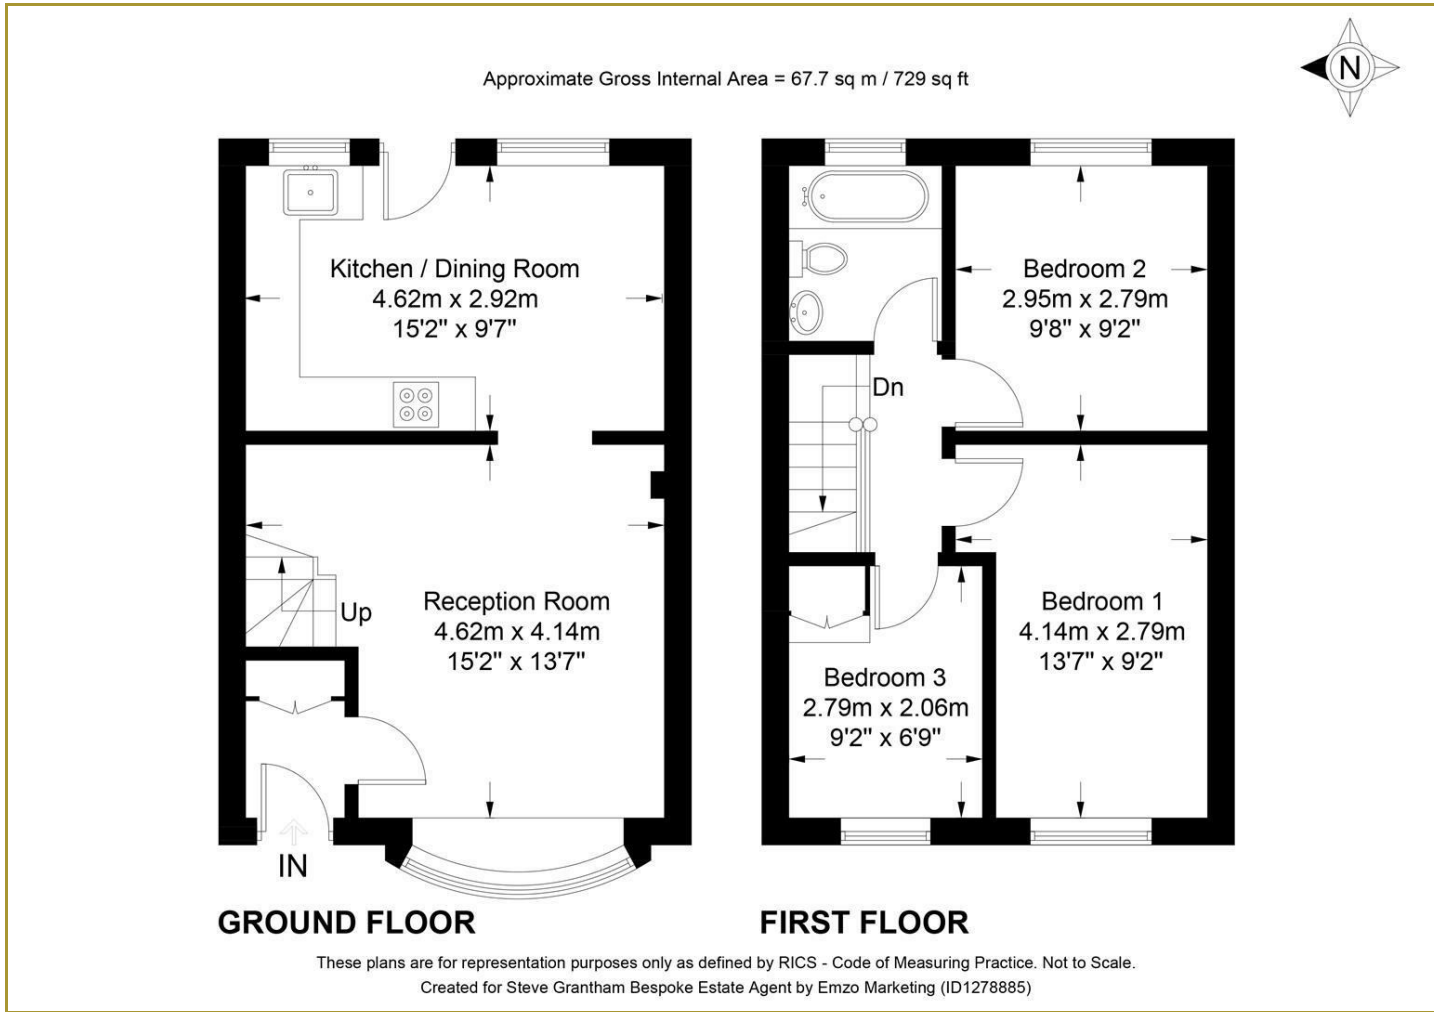 Approximate Gross Internal Area = 67.7 sq m / 729 sq ft
N
Kitchen / Dining Room
4.62m x 2.92m
15'2" x 9'7"
Up
Reception Room
4.62m x 4.14m
15'2" x 13'7"
IN
GROUND FLOOR
Bedroom 2
2.95m x 2.79m
9'8" x 9'2"
Dn
Bedroom 1
4.14m x 2.79m
13'7" x 9'2"
Bedroom 3
2.79m x 2.06m
9'2" x 6'9"
FIRST FLOOR
These plans are for representation purposes only as defined by RICS - Code of Measuring Practice. Not to Scale.
Created for Steve Grantham Bespoke Estate Agent by Emzo Marketing (ID1278885)